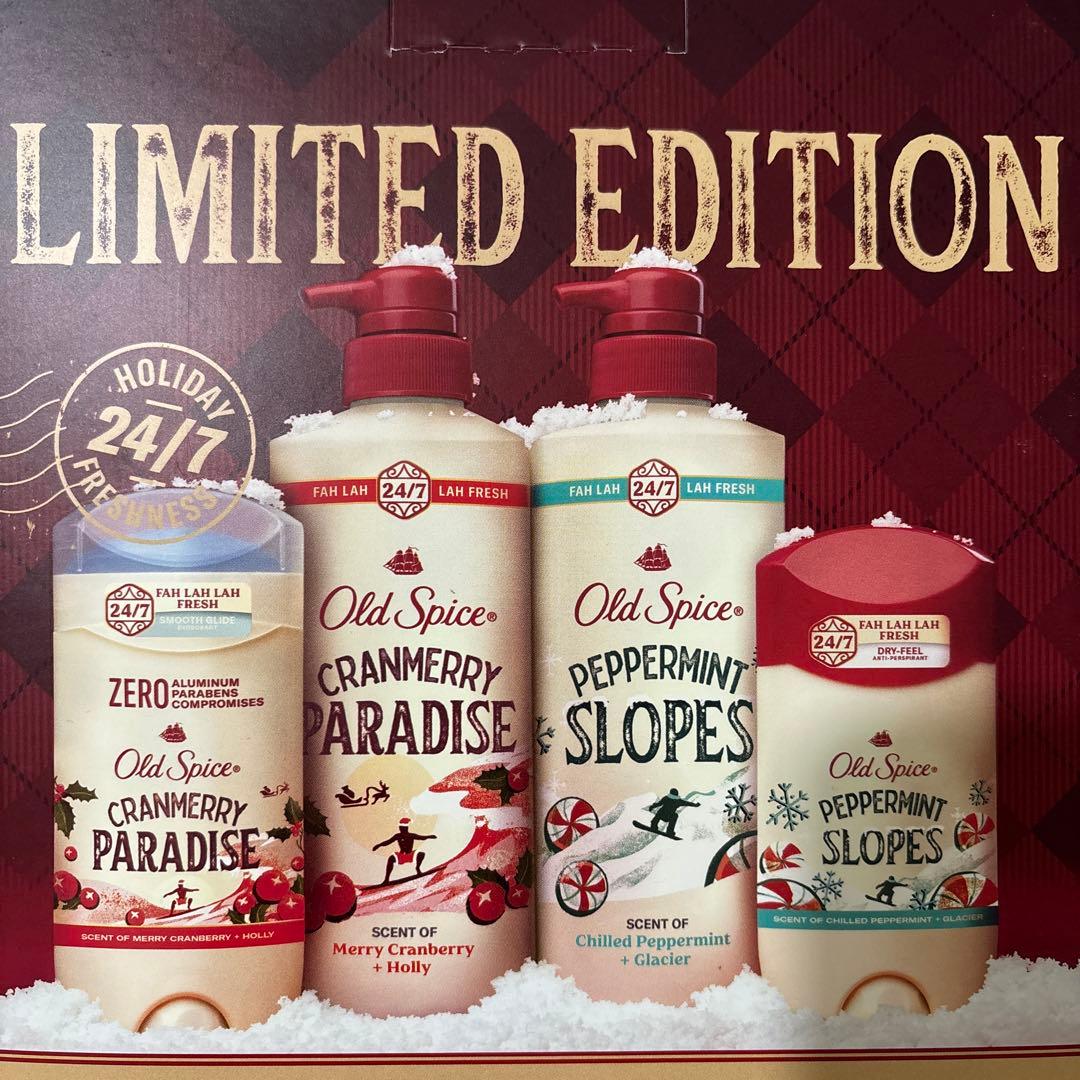 LIMITED EDITION
HOLIDAY
24/7
FRESHNESS
24/7
FAH LAH LAH
FRESH
SMOOTH GLIDE
DEODORANT
ZERO ALUMINUM
PARABENS
COMPROMISES
Old Spice®
CRANMERRY
PARADISE
SCENT OF MERRY CRANBERRY + HOLLY
FAH LAH 24/7 LAH FRESH
Old Spice®
CRANMERRY
PARADISE
SCENT OF
Merry Cranberry
+ Holly
FAH LAH 24/7 LAH FRESH
Old Spice®
PEPPERMINT
SLOPES
SCENT OF
Chilled Peppermint
+ Glacier
24/7
FAH LAH LAH
FRESH
DRY-FEEL
ANTI-PERSPIRANT
Old Spice®
PEPPERMINT
SLOPES
SCENT OF CHILLED PEPPERMINT + GLACIER